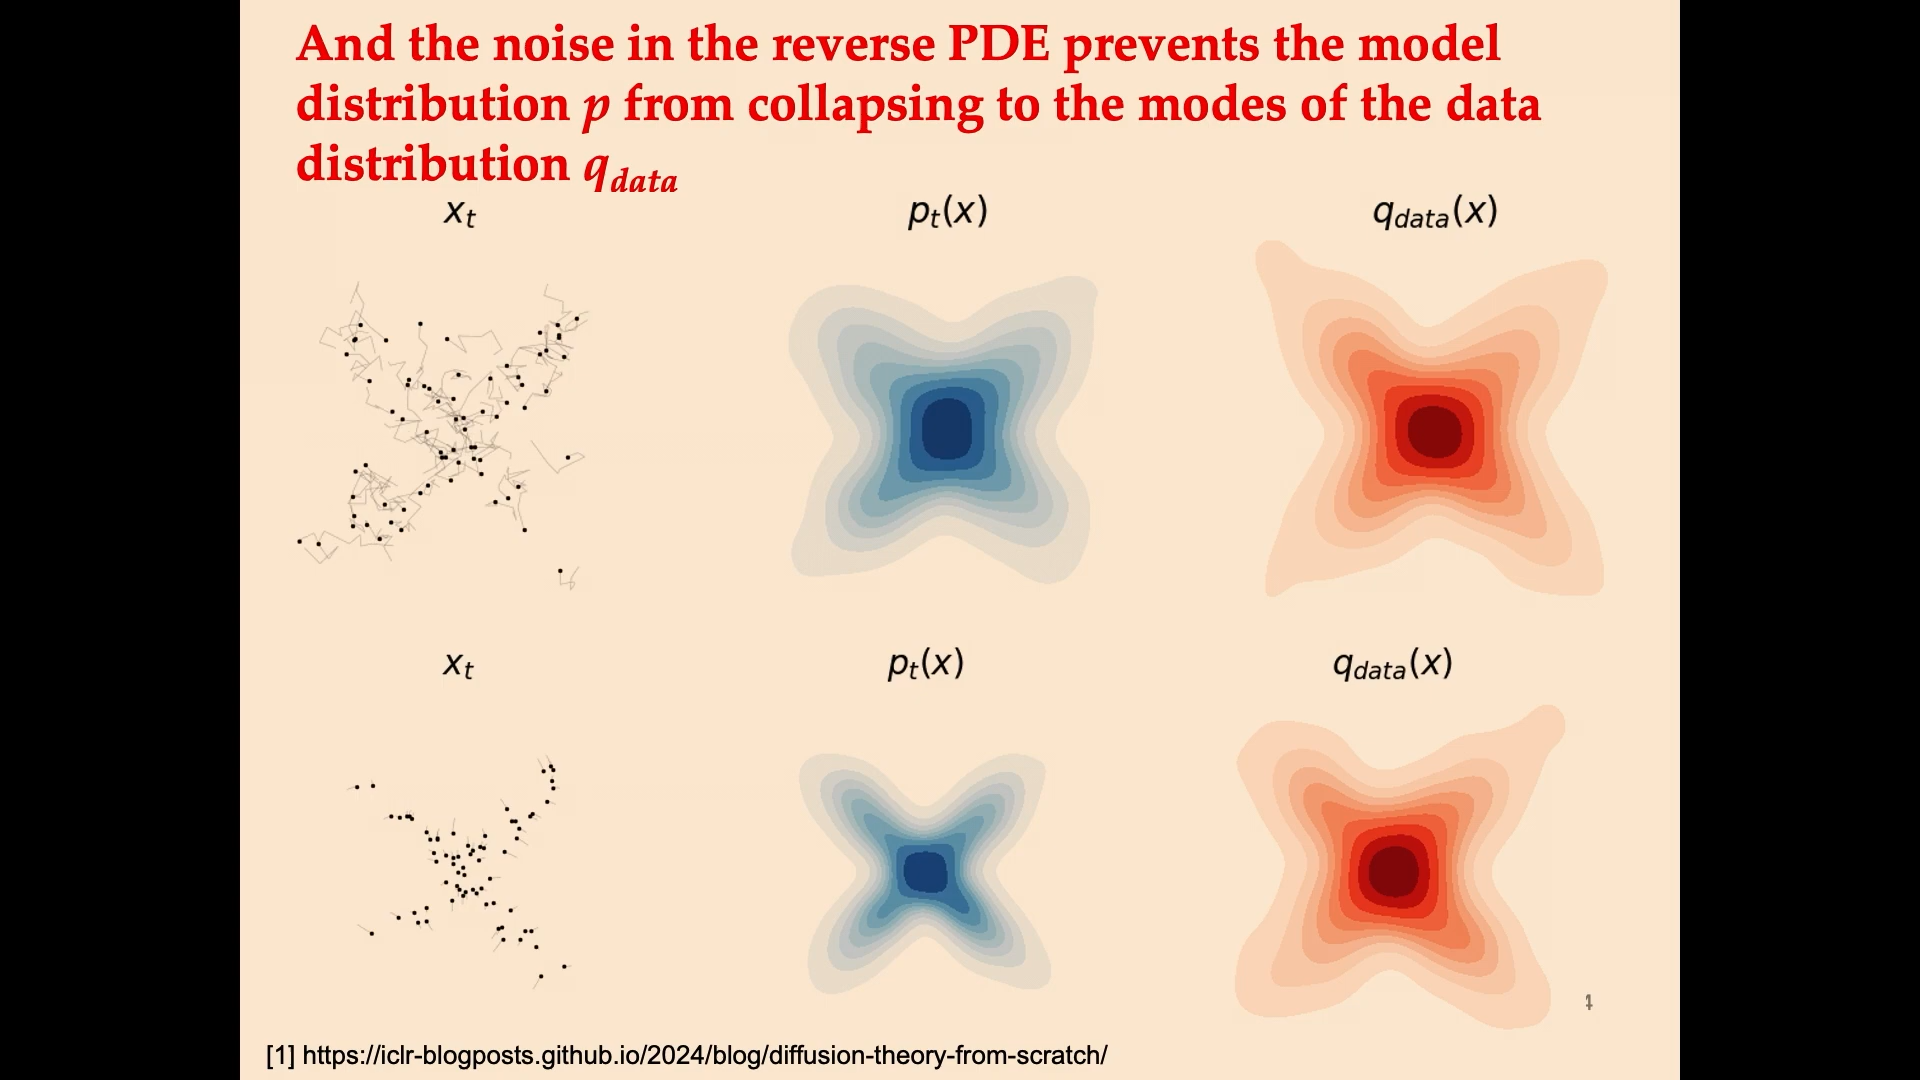 And the noise in the reverse PDE prevents the model
distribution p from collapsing to the modes of the data
distribution q_data
x_t p_t(x) q_data(x)
x_t p_t(x) q_data(x)
[1] https://iclr-blogposts.github.io/2024/blog/diffusion-theory-from-scratch/